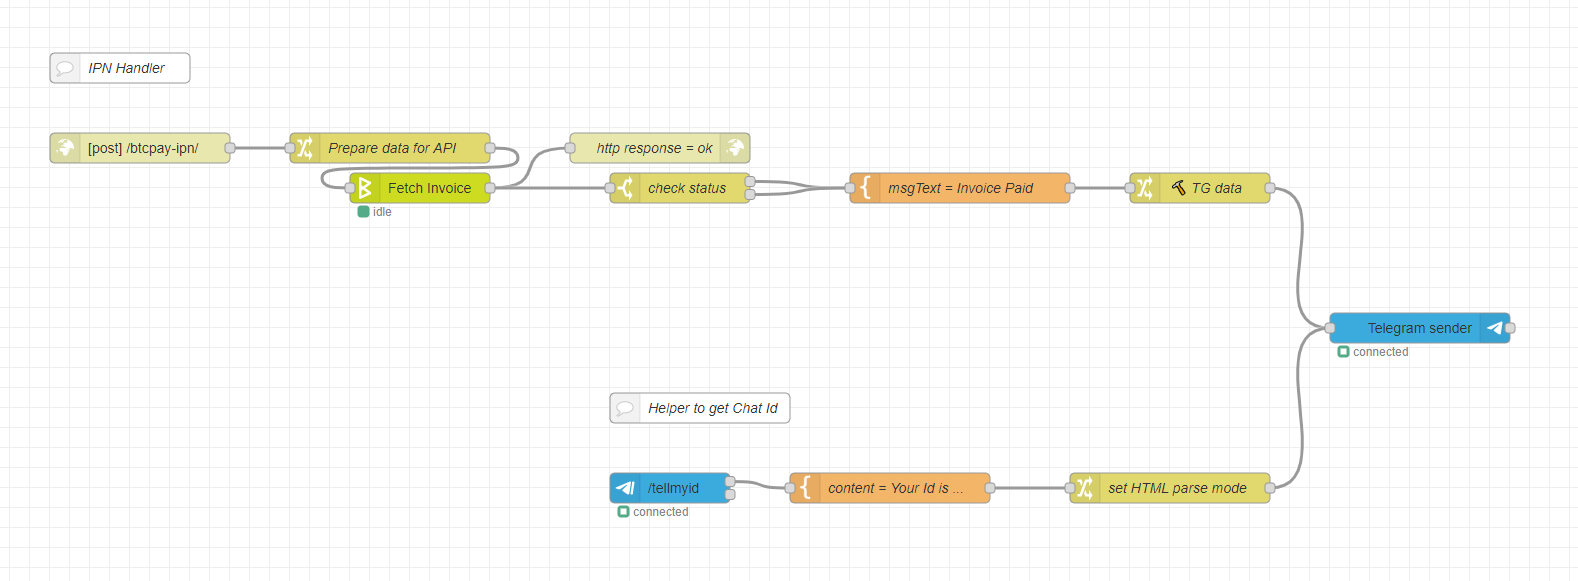 IPN Handler
[post] /btcpay-ipn/
Prepare data for API
http response = ok
Fetch Invoice
idle
check status
msgText = Invoice Paid
TG data
Telegram sender
connected
Helper to get Chat Id
/tellmyid
connected
content = Your Id is ...
set HTML parse mode